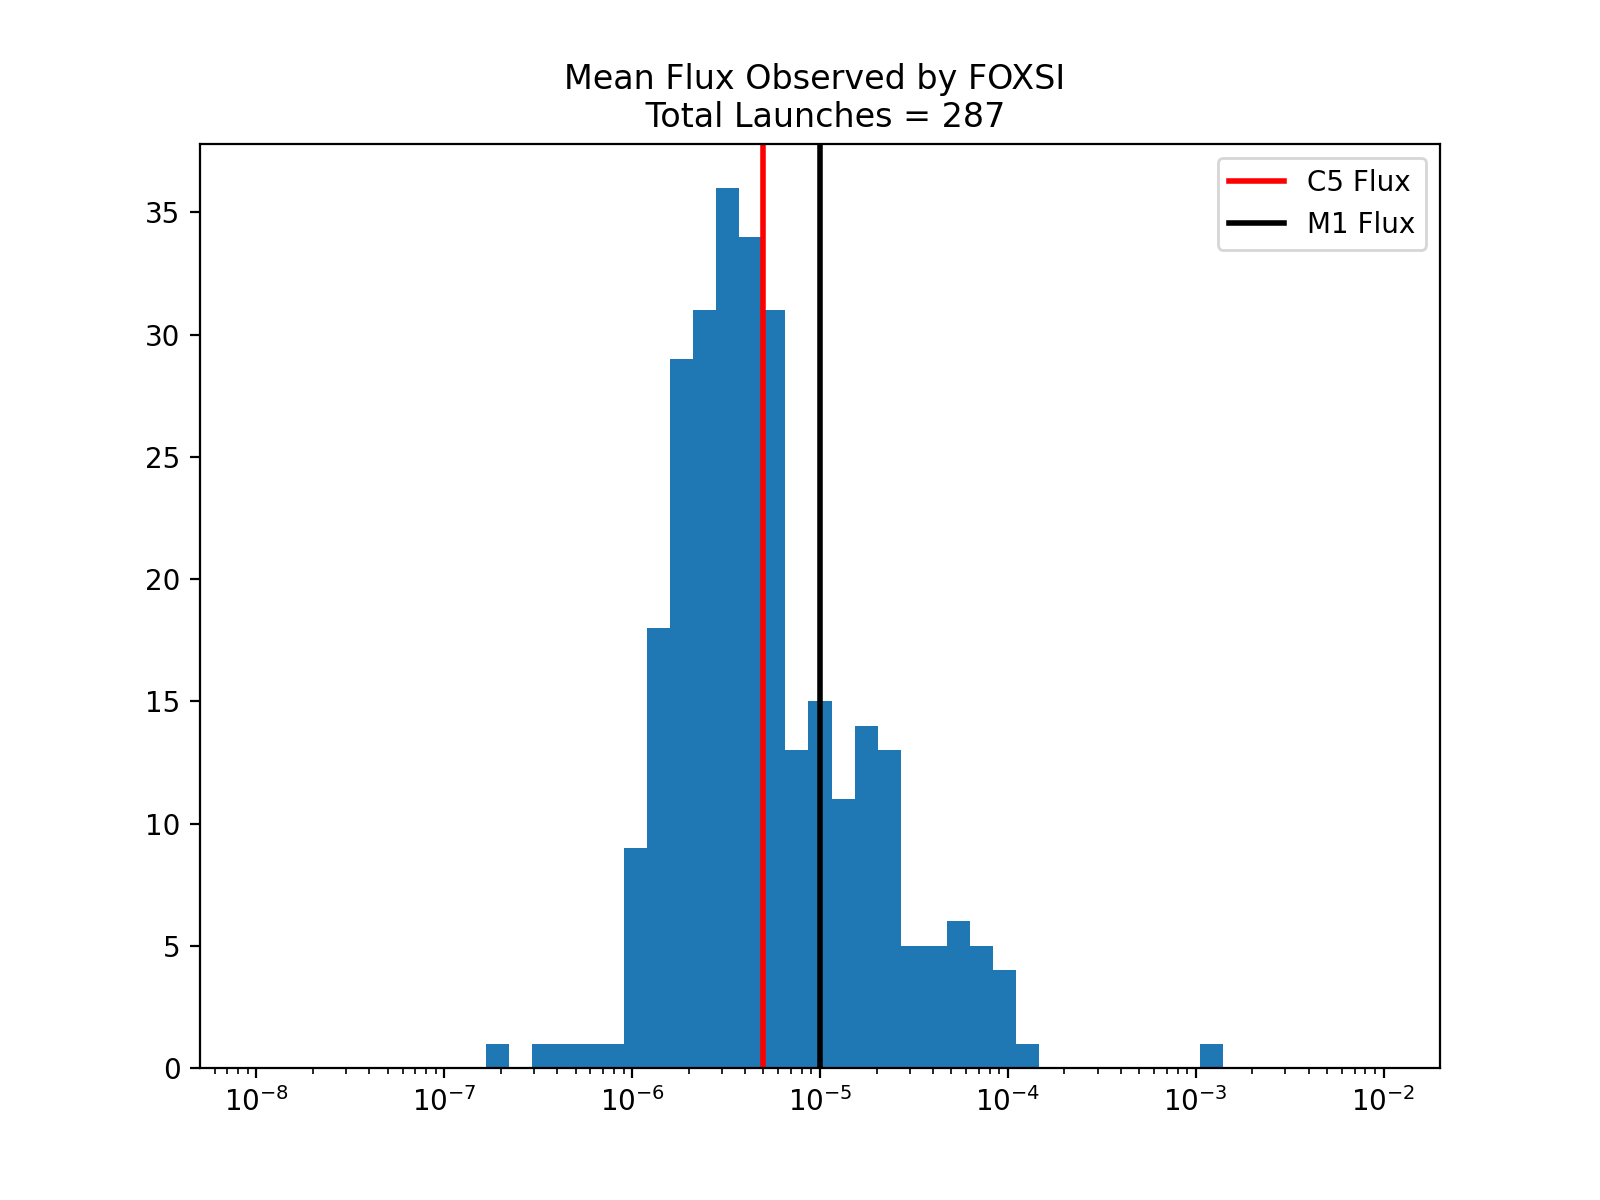 Mean Flux Observed by FOXSI
Total Launches = 287
C5 Flux
M1 Flux
35
30
25
20
15
10
5
0
10⁻⁸ 10⁻⁷ 10⁻⁶ 10⁻⁵ 10⁻⁴ 10⁻³ 10⁻²